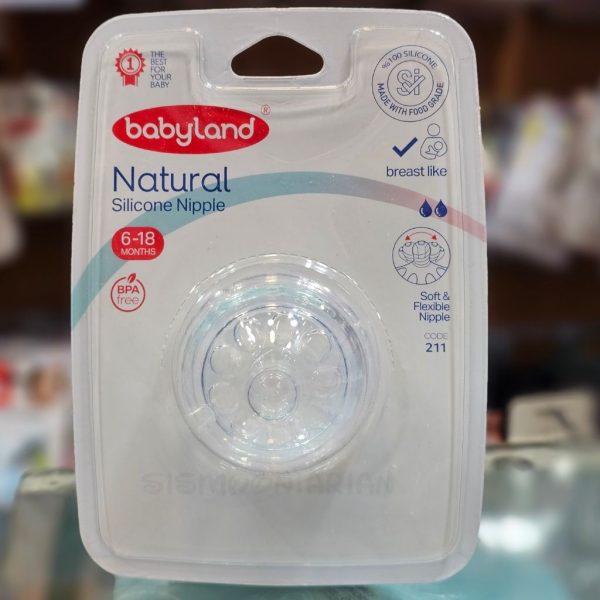 1
THE
BEST
FOR
YOUR
BABY
babyland®
Natural
Silicone Nipple
6-18
MONTHS
BPA
free
%100 SILICONE
Si
MADE WITH FOOD GRADE
breast like
Soft &
Flexible
Nipple
CODE
211